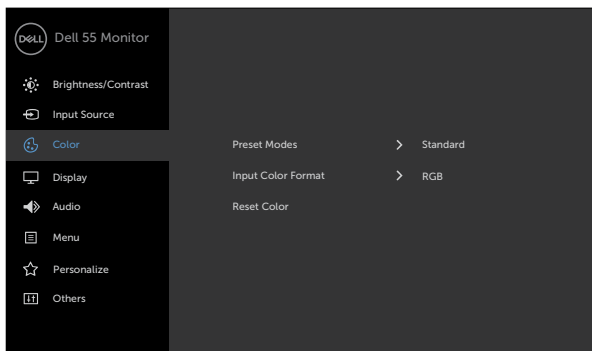 DELL Dell 55 Monitor
Brightness/Contrast
Input Source
Color
Preset Modes > Standard
Display
Input Color Format > RGB
Audio
Reset Color
Menu
Personalize
Others